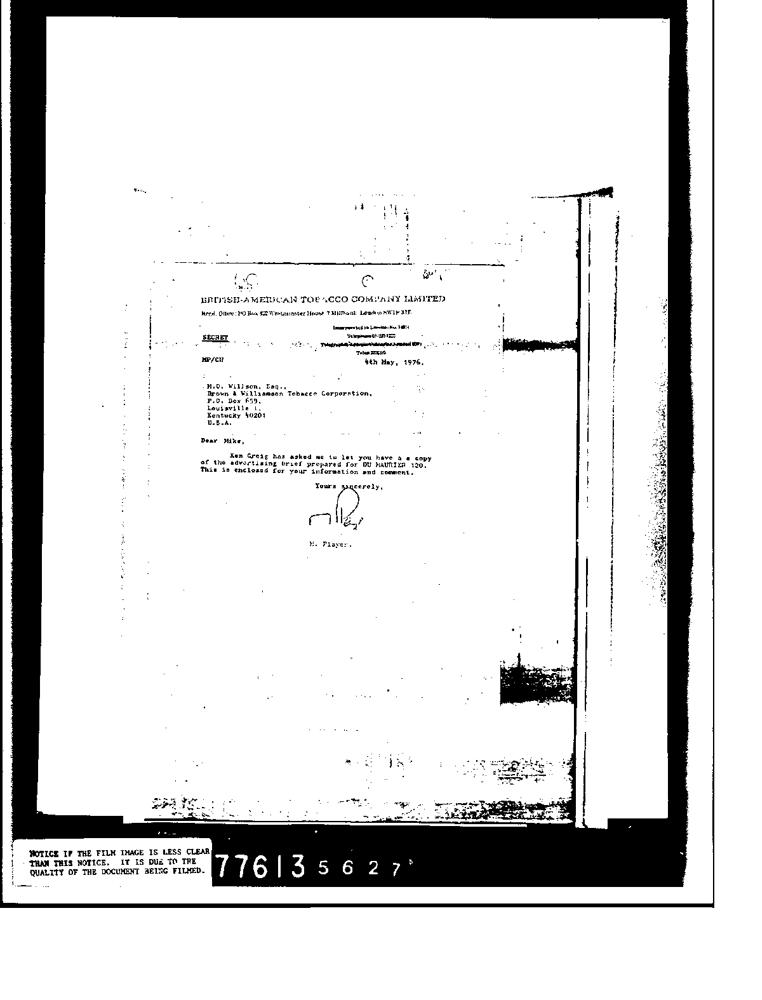 BRITISH-AMERICAN TOBACCO COMPANY LIMITED
Regd. Office: PO Box 482 Westminster House 7 Millbank London SW1P 3JE
SECRET
MP/CH
4th May, 1976.
M.O. Willson, Esq.,
Brown & Williamson Tobacco Corporation,
P.O. Box 659,
Louisville 1,
Kentucky 40201
U.S.A.
Dear Mike,
Ken Greig has asked me to let you have a a copy
of the advertising brief prepared for DU MAURIER 120.
This is enclosed for your information and comment.
Yours sincerely,
M. Player.
NOTICE IF THE FILM IMAGE IS LESS CLEAR
THAN THIS NOTICE. IT IS DUE TO THE
QUALITY OF THE DOCUMENT BEING FILMED.
776135627